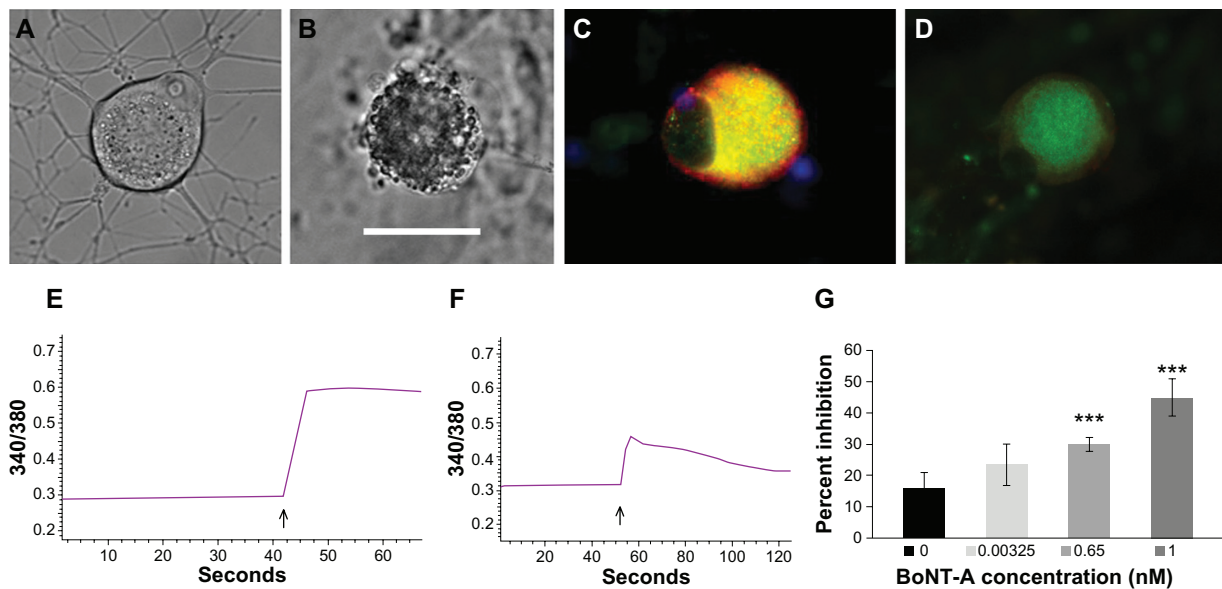 A
B
C
D
E
0.7
0.6
0.5
0.4
0.3
0.2
340/380
10 20 30 40 50 60
Seconds
F
0.7
0.6
0.5
0.4
0.3
0.2
340/380
20 40 60 80 100 120
Seconds
G
60
50
40
30
20
10
0
Percent inhibition
***
***
0 0.00325 0.65 1
BoNT-A concentration (nM)